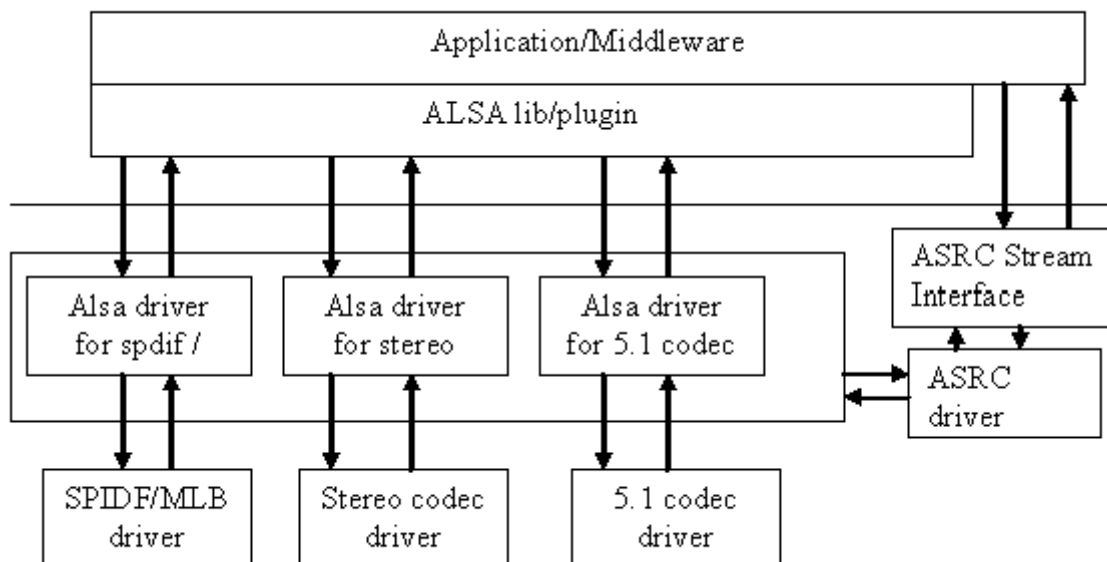 Application/Middleware
ALSA lib/plugin
ASRC Stream
Interface
Alsa driver
for spdif /
Alsa driver
for stereo
Alsa driver
for 5.1 codec
ASRC
driver
SPIDF/MLB
driver
Stereo codec
driver
5.1 codec
driver